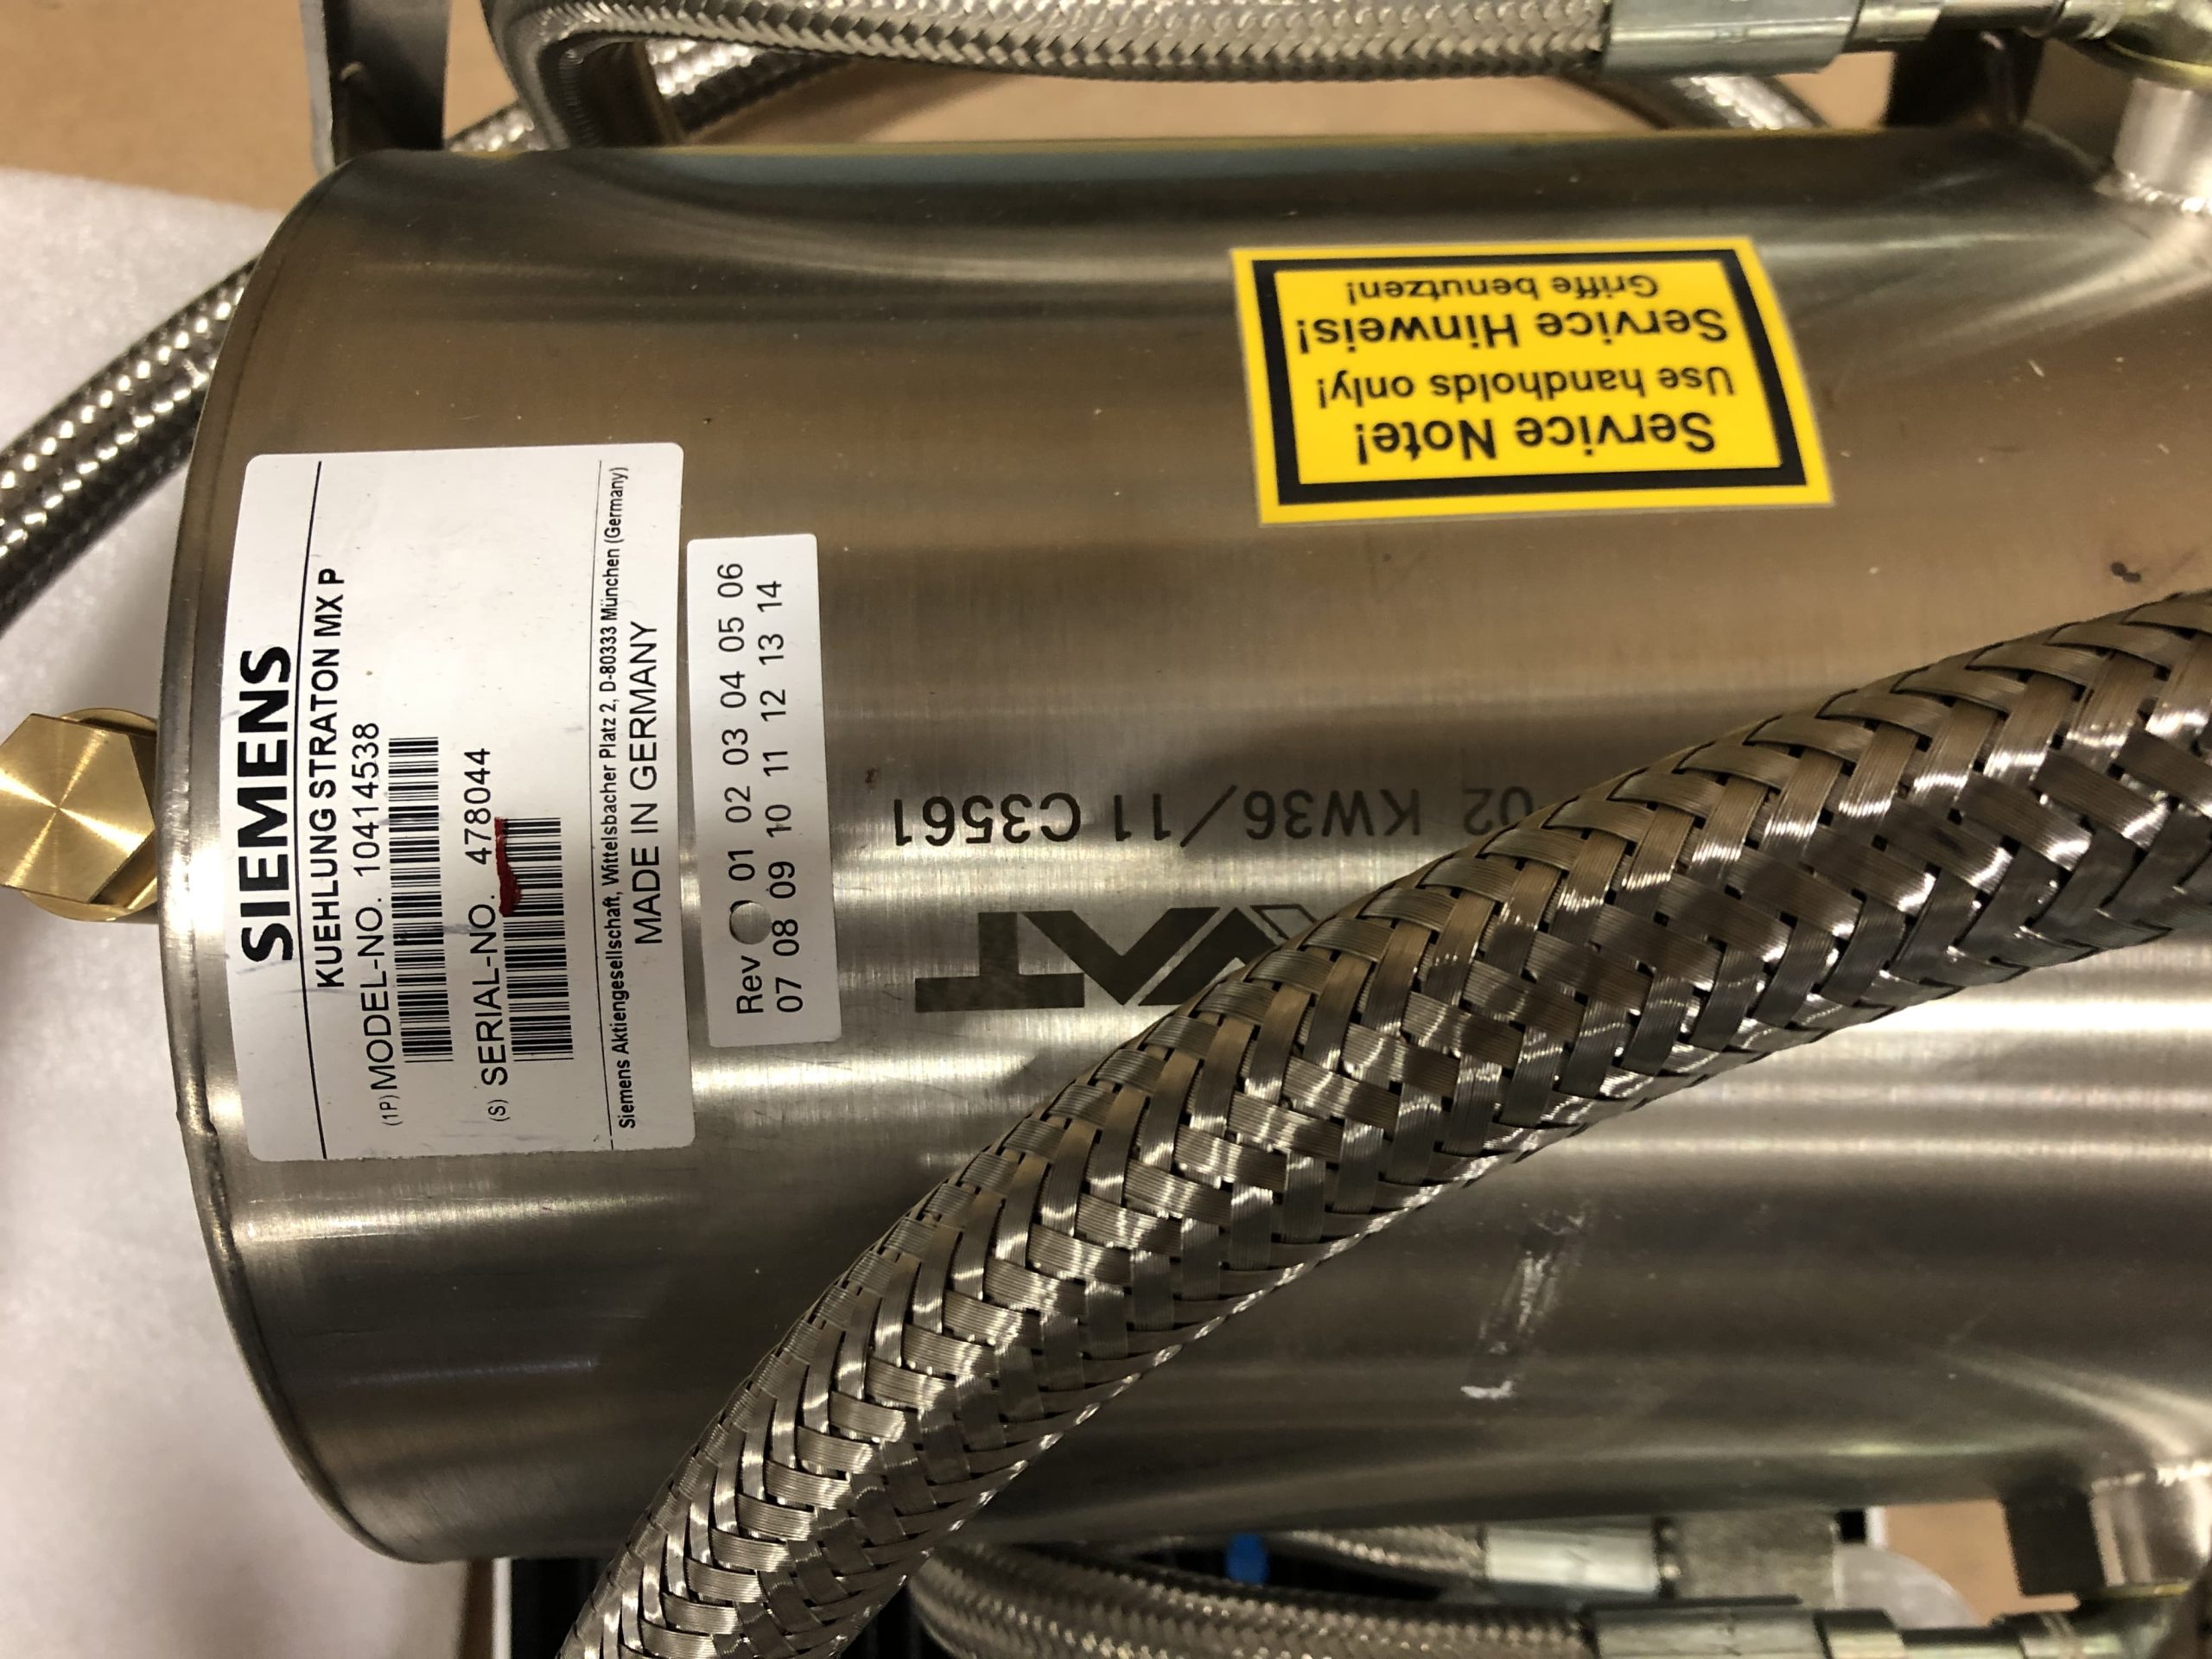 SIEMENS
KUEHLUNG STRATON MX P
(1P) MODEL-NO. 10414538
(S) SERIAL-NO. 478044
Siemens Aktiengesellschaft, Wittelsbacher Platz 2, D-80333 München (Germany)
MADE IN GERMANY
Rev 01 02 03 04 05 06
07 08 09 10 11 12 13 14
Service Note!
Use handholds only!
Service Hinweis!
Griffe benutzen!
02 KW36/11 C3561